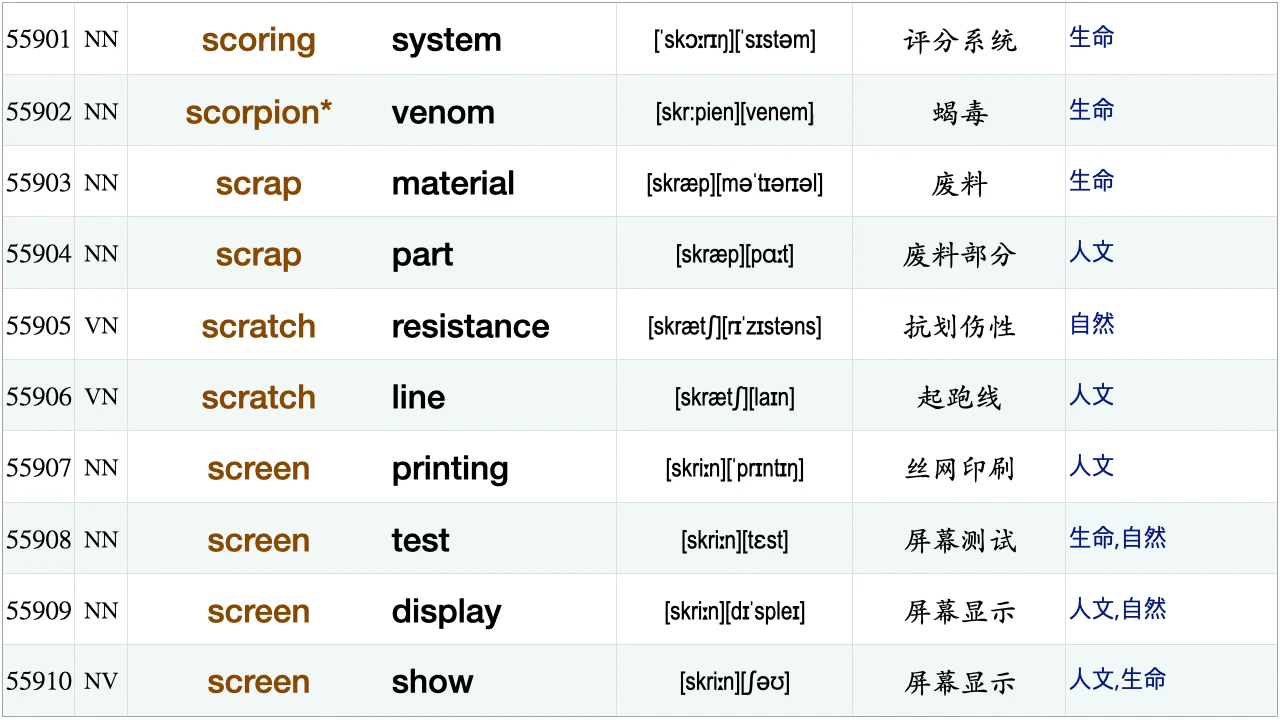 55901 NN scoring system [ˈskɔːrɪŋ][ˈsɪstəm] 评分系统 生命
55902 NN scorpion* venom [skr:pien][venem] 蝎毒 生命
55903 NN scrap material [skræp][məˈtɪərɪəl] 废料 生命
55904 NN scrap part [skræp][pɑːt] 废料部分 人文
55905 VN scratch resistance [skrætʃ][rɪˈzɪstəns] 抗划伤性 自然
55906 VN scratch line [skrætʃ][laɪn] 起跑线 人文
55907 NN screen printing [skriːn][ˈprɪntɪŋ] 丝网印刷 人文
55908 NN screen test [skriːn][tɛst] 屏幕测试 生命,自然
55909 NN screen display [skriːn][dɪˈspleɪ] 屏幕显示 人文,自然
55910 NV screen show [skriːn][ʃəʊ] 屏幕显示 人文,生命